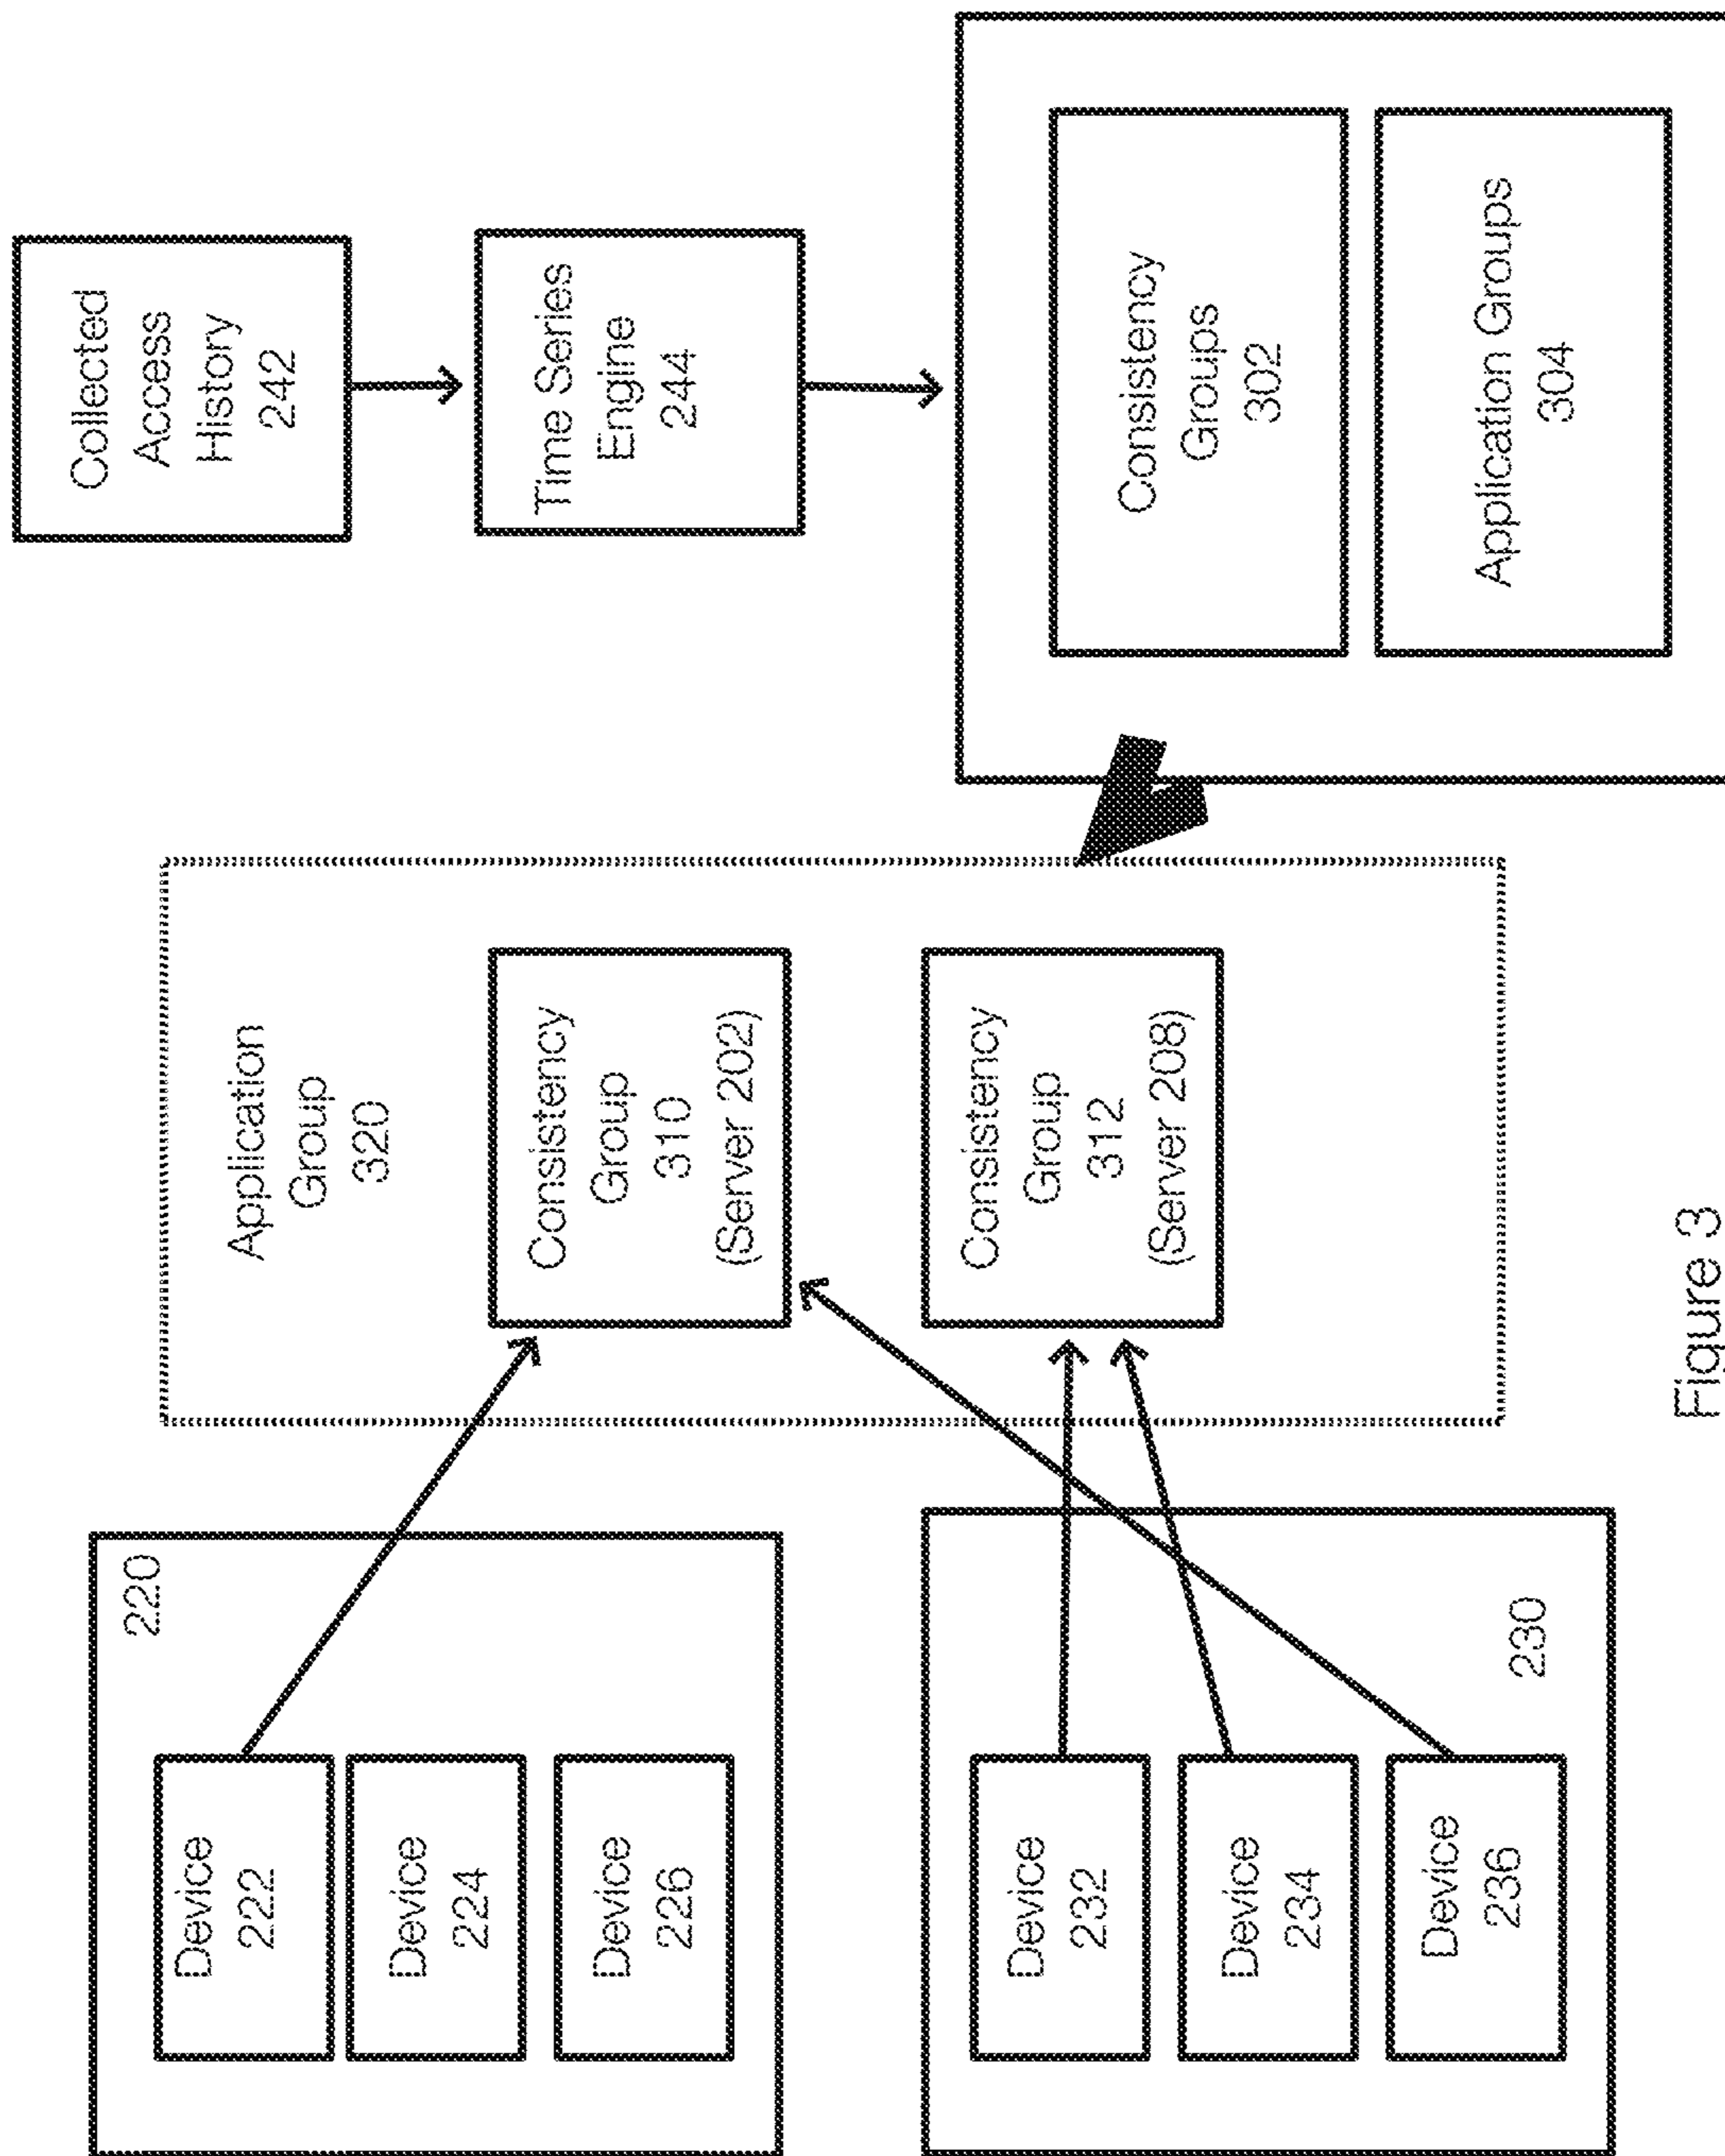 220
Device
222
Device
224
Device
226
Device
232
Device
234
Device
236
230
Application
Group
320
Consistency
Group
310
(Server 202)
Consistency
Group
312
(Server 208)
Collected
Access
History
242
Time Series
Engine
244
Consistency
Groups
302
Application Groups
304
Figure 3